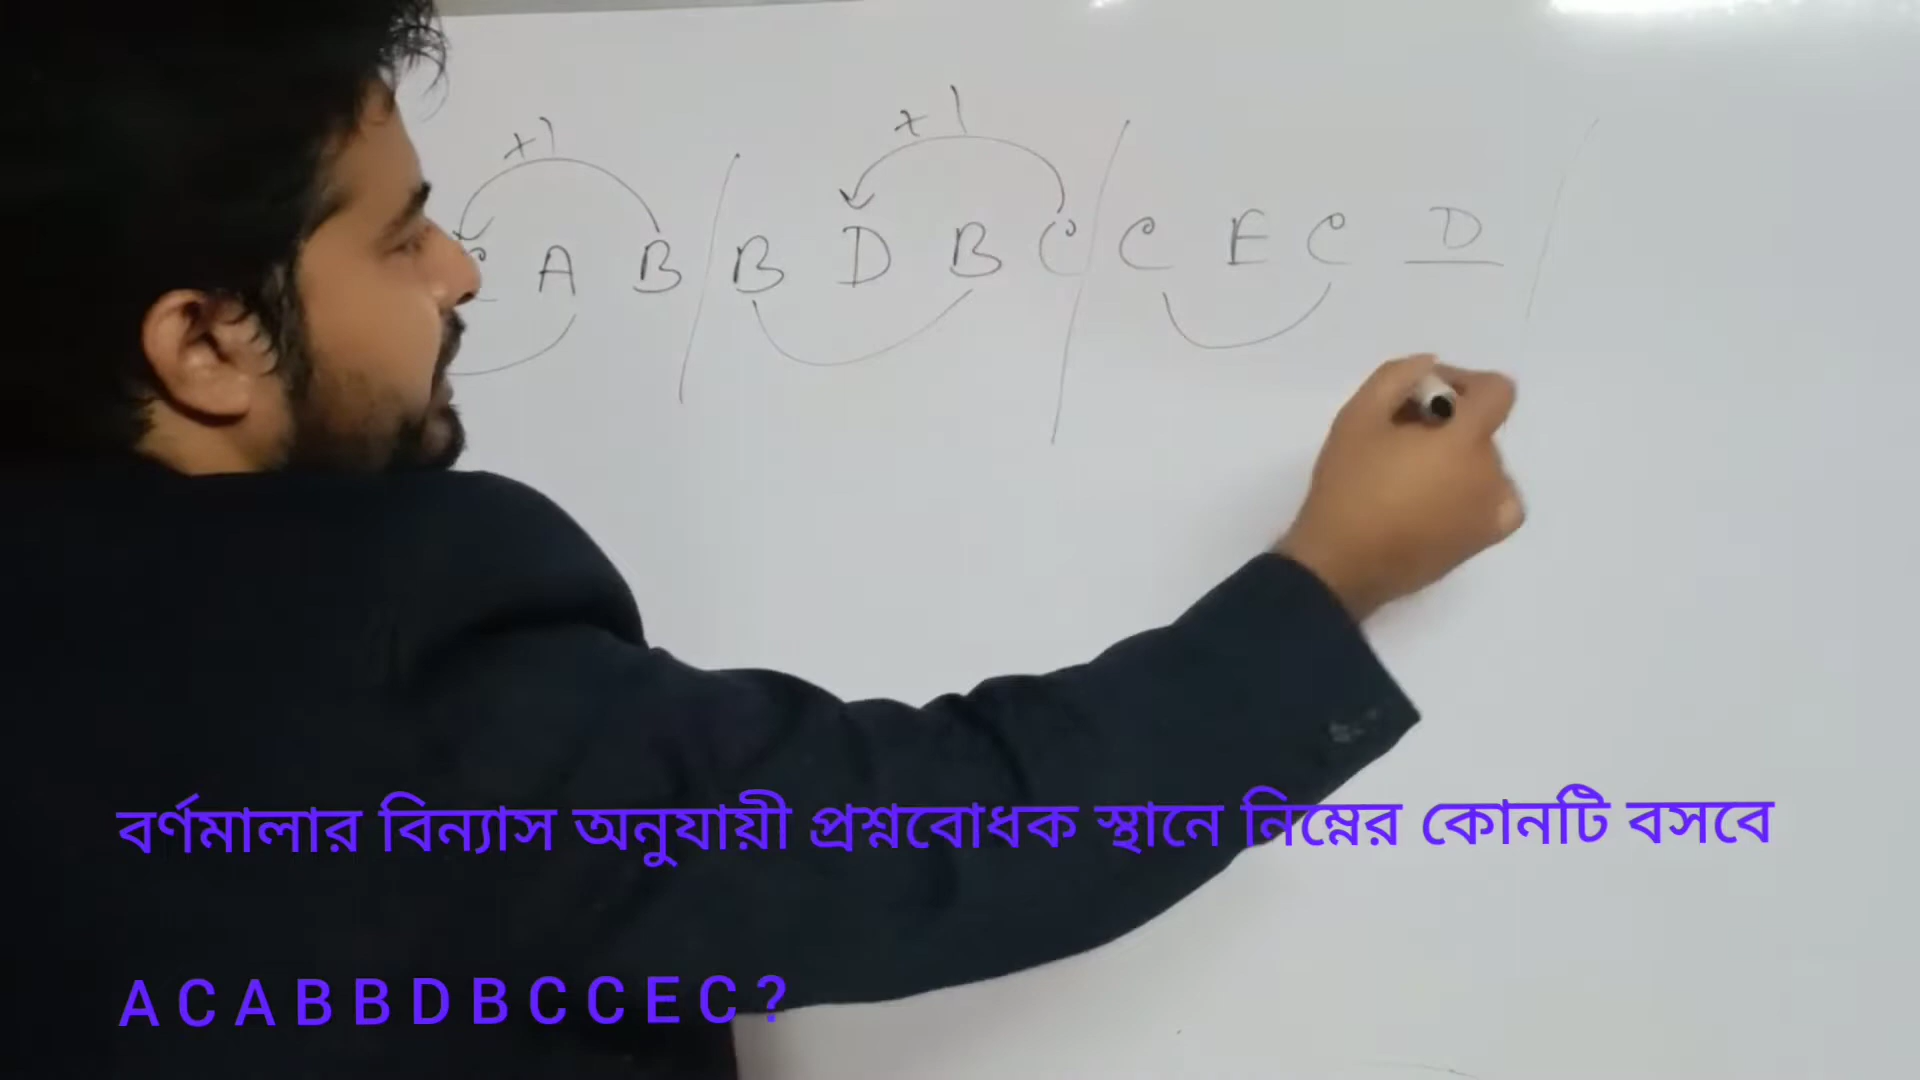 +1 +1
C A B / B D B C / C E C D /
বর্ণমালার বিন্যাস অনুযায়ী প্রশ্নবোধক স্থানে নিম্নের কোনটি বসবে
A C A B B D B C C E C ?